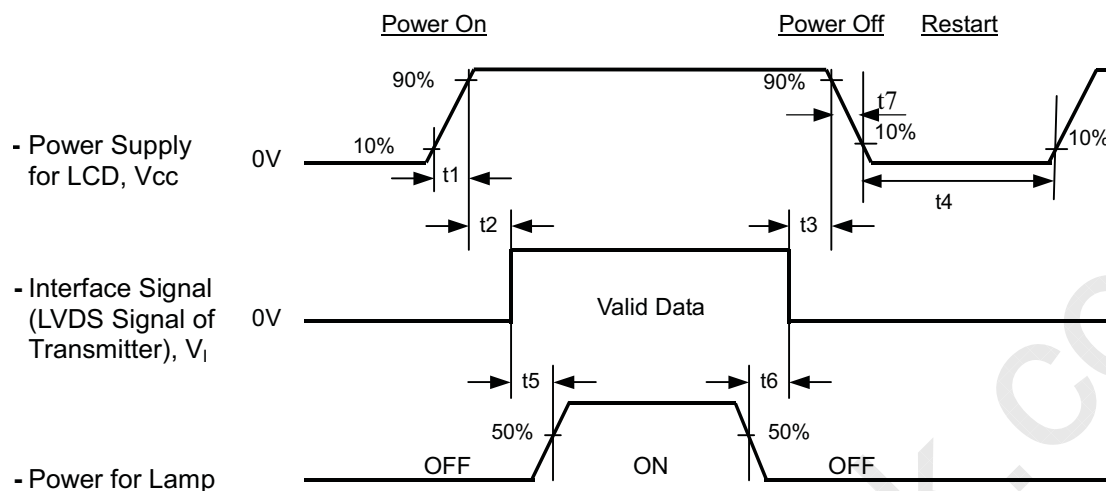 Power On
Power Off
Restart
90%
90%
t7
- Power Supply
for LCD, Vcc
0V
10%
10%
10%
t1
t4
t2
t3
- Interface Signal
(LVDS Signal of
Transmitter), VI
0V
Valid Data
t5
t6
50%
50%
- Power for Lamp
OFF
ON
OFF